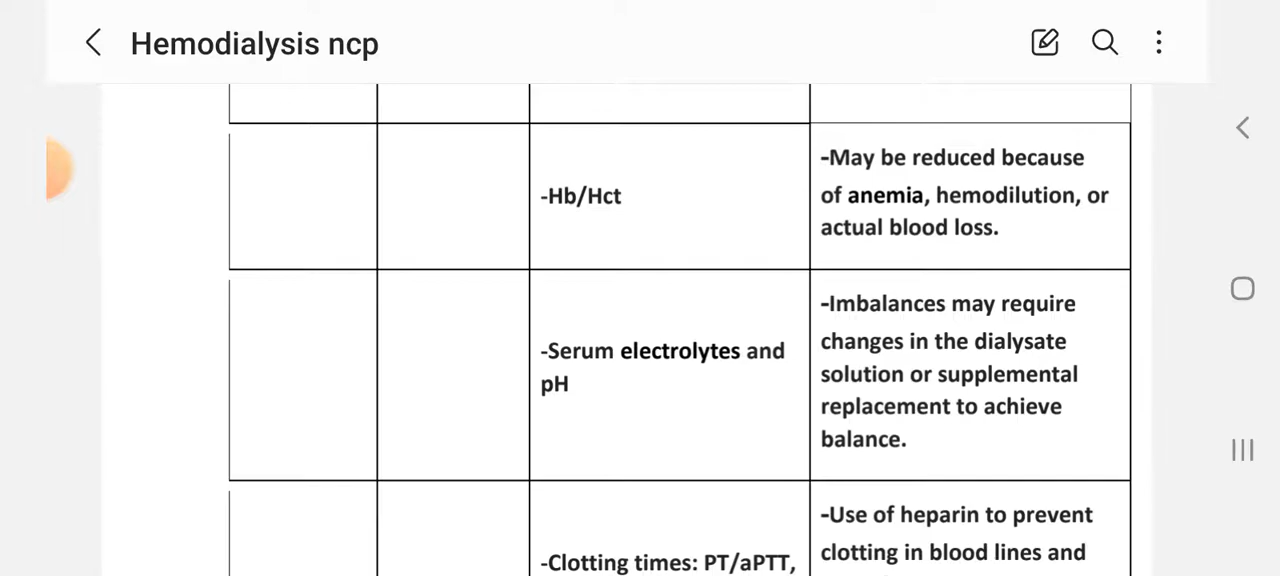 Hemodialysis ncp
-Hb/Hct
-May be reduced because
of anemia, hemodilution, or
actual blood loss.
-Serum electrolytes and
pH
-Imbalances may require
changes in the dialysate
solution or supplemental
replacement to achieve
balance.
-Clotting times: PT/aPTT,
-Use of heparin to prevent
clotting in blood lines and